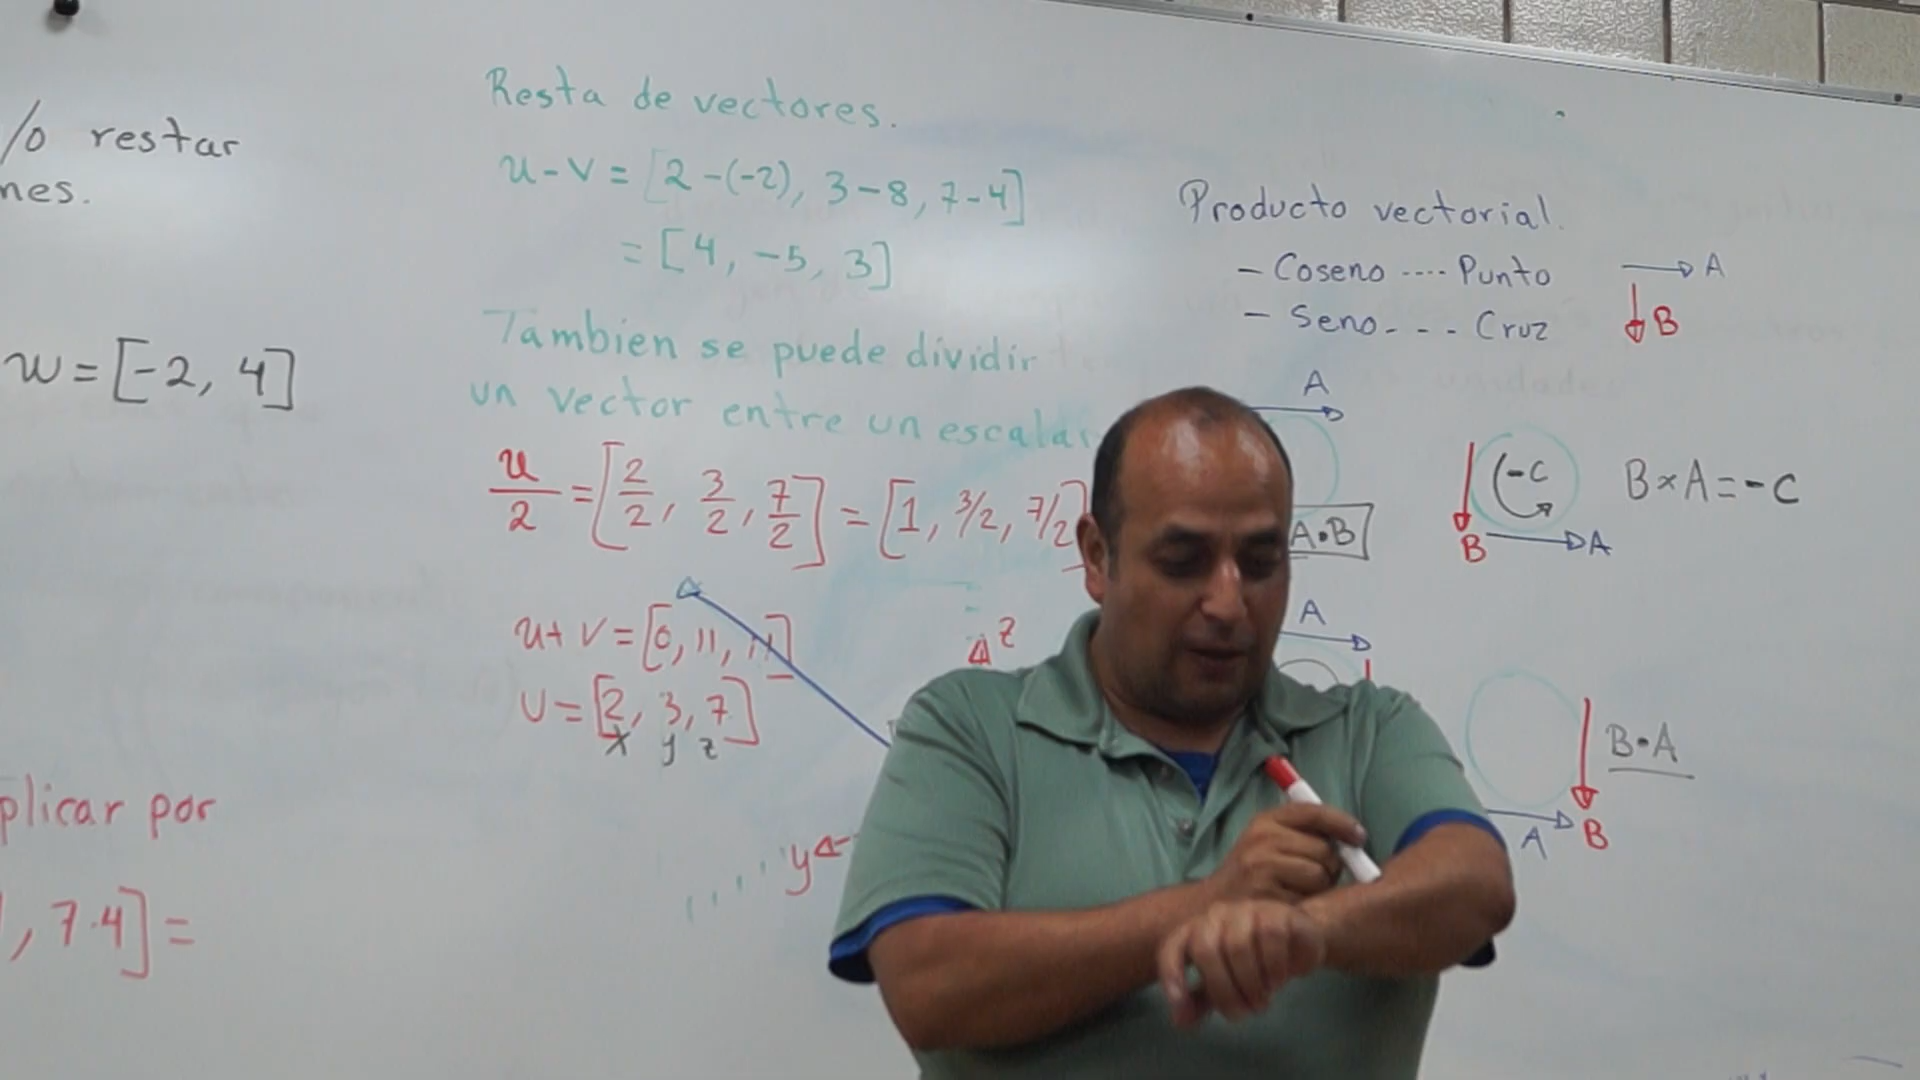 /o restar
nes.
w = [-2, 4]
plicar por
, 7·4] =
Resta de vectores.
u - v = [2-(-2), 3-8, 7-4]
= [4, -5, 3]
Tambien se puede dividir
un vector entre un escalar
u/2 = [2/2, 3/2, 7/2] = [1, 3/2, 7/2]
u + v = [0, 11, 11]
U = [2, 3, 7]
x y z
z
y
Producto vectorial.
- Coseno .... Punto
- Seno. - - - Cruz
A
B
A
A•B
-C
B×A=-C
B
A
A
B•A
A
B